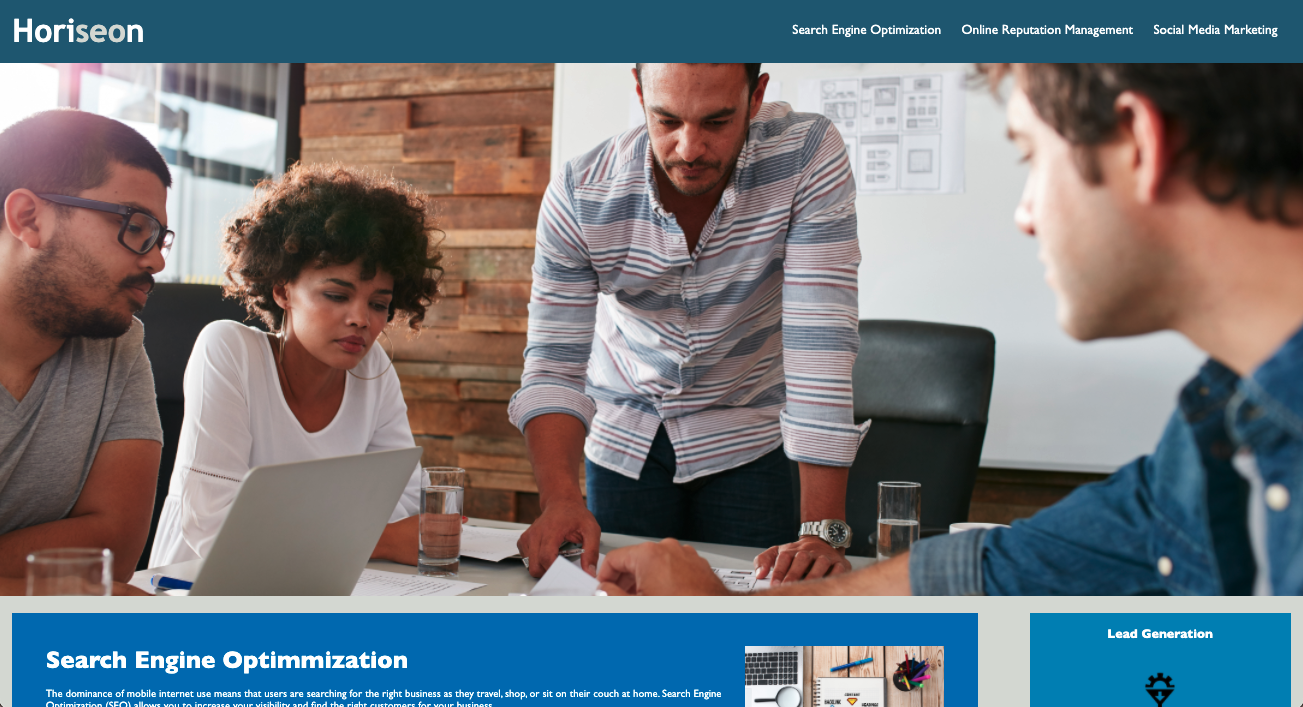 Horiseon
Search Engine Optimization Online Reputation Management Social Media Marketing
Search Engine Optimmization
The dominance of mobile internet use means that users are searching for the right business as they travel, shop, or sit on their couch at home. Search Engine
Optimization (SEO) allows you to increase your visibility and find the right customers for your business.
Lead Generation